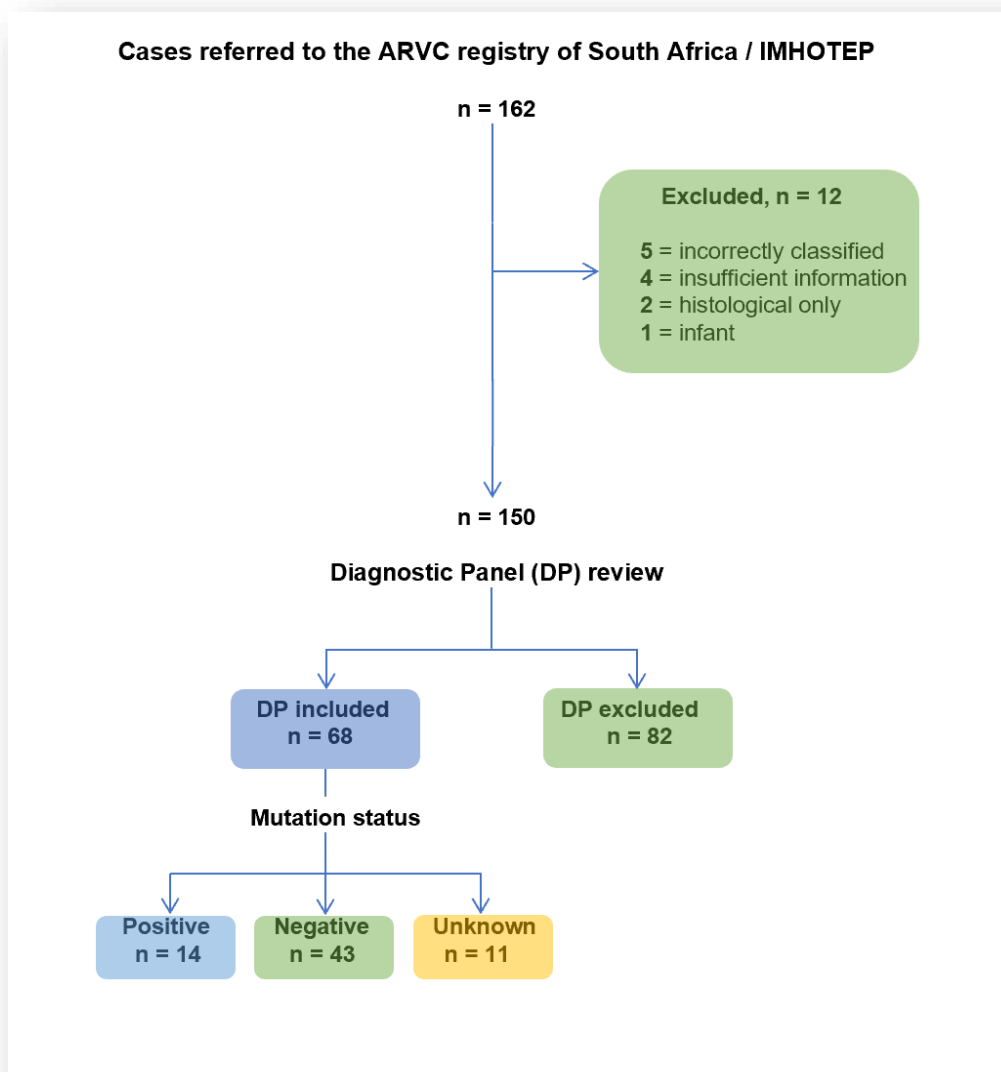 Cases referred to the ARVC registry of South Africa / IMHOTEP
n = 162
Excluded, n = 12
5 = incorrectly classified
4 = insufficient information
2 = histological only
1 = infant
n = 150
Diagnostic Panel (DP) review
DP included
n = 68
DP excluded
n = 82
Mutation status
Positive
n = 14
Negative
n = 43
Unknown
n = 11